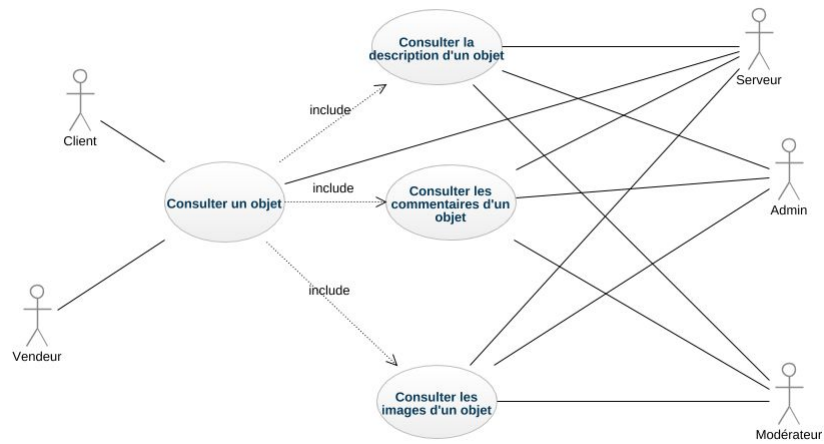 Consulter la
description d'un objet
Serveur
include
Client
Consulter un objet
include
Consulter les
commentaires d'un
objet
Admin
include
Vendeur
Consulter les
images d'un objet
Modérateur